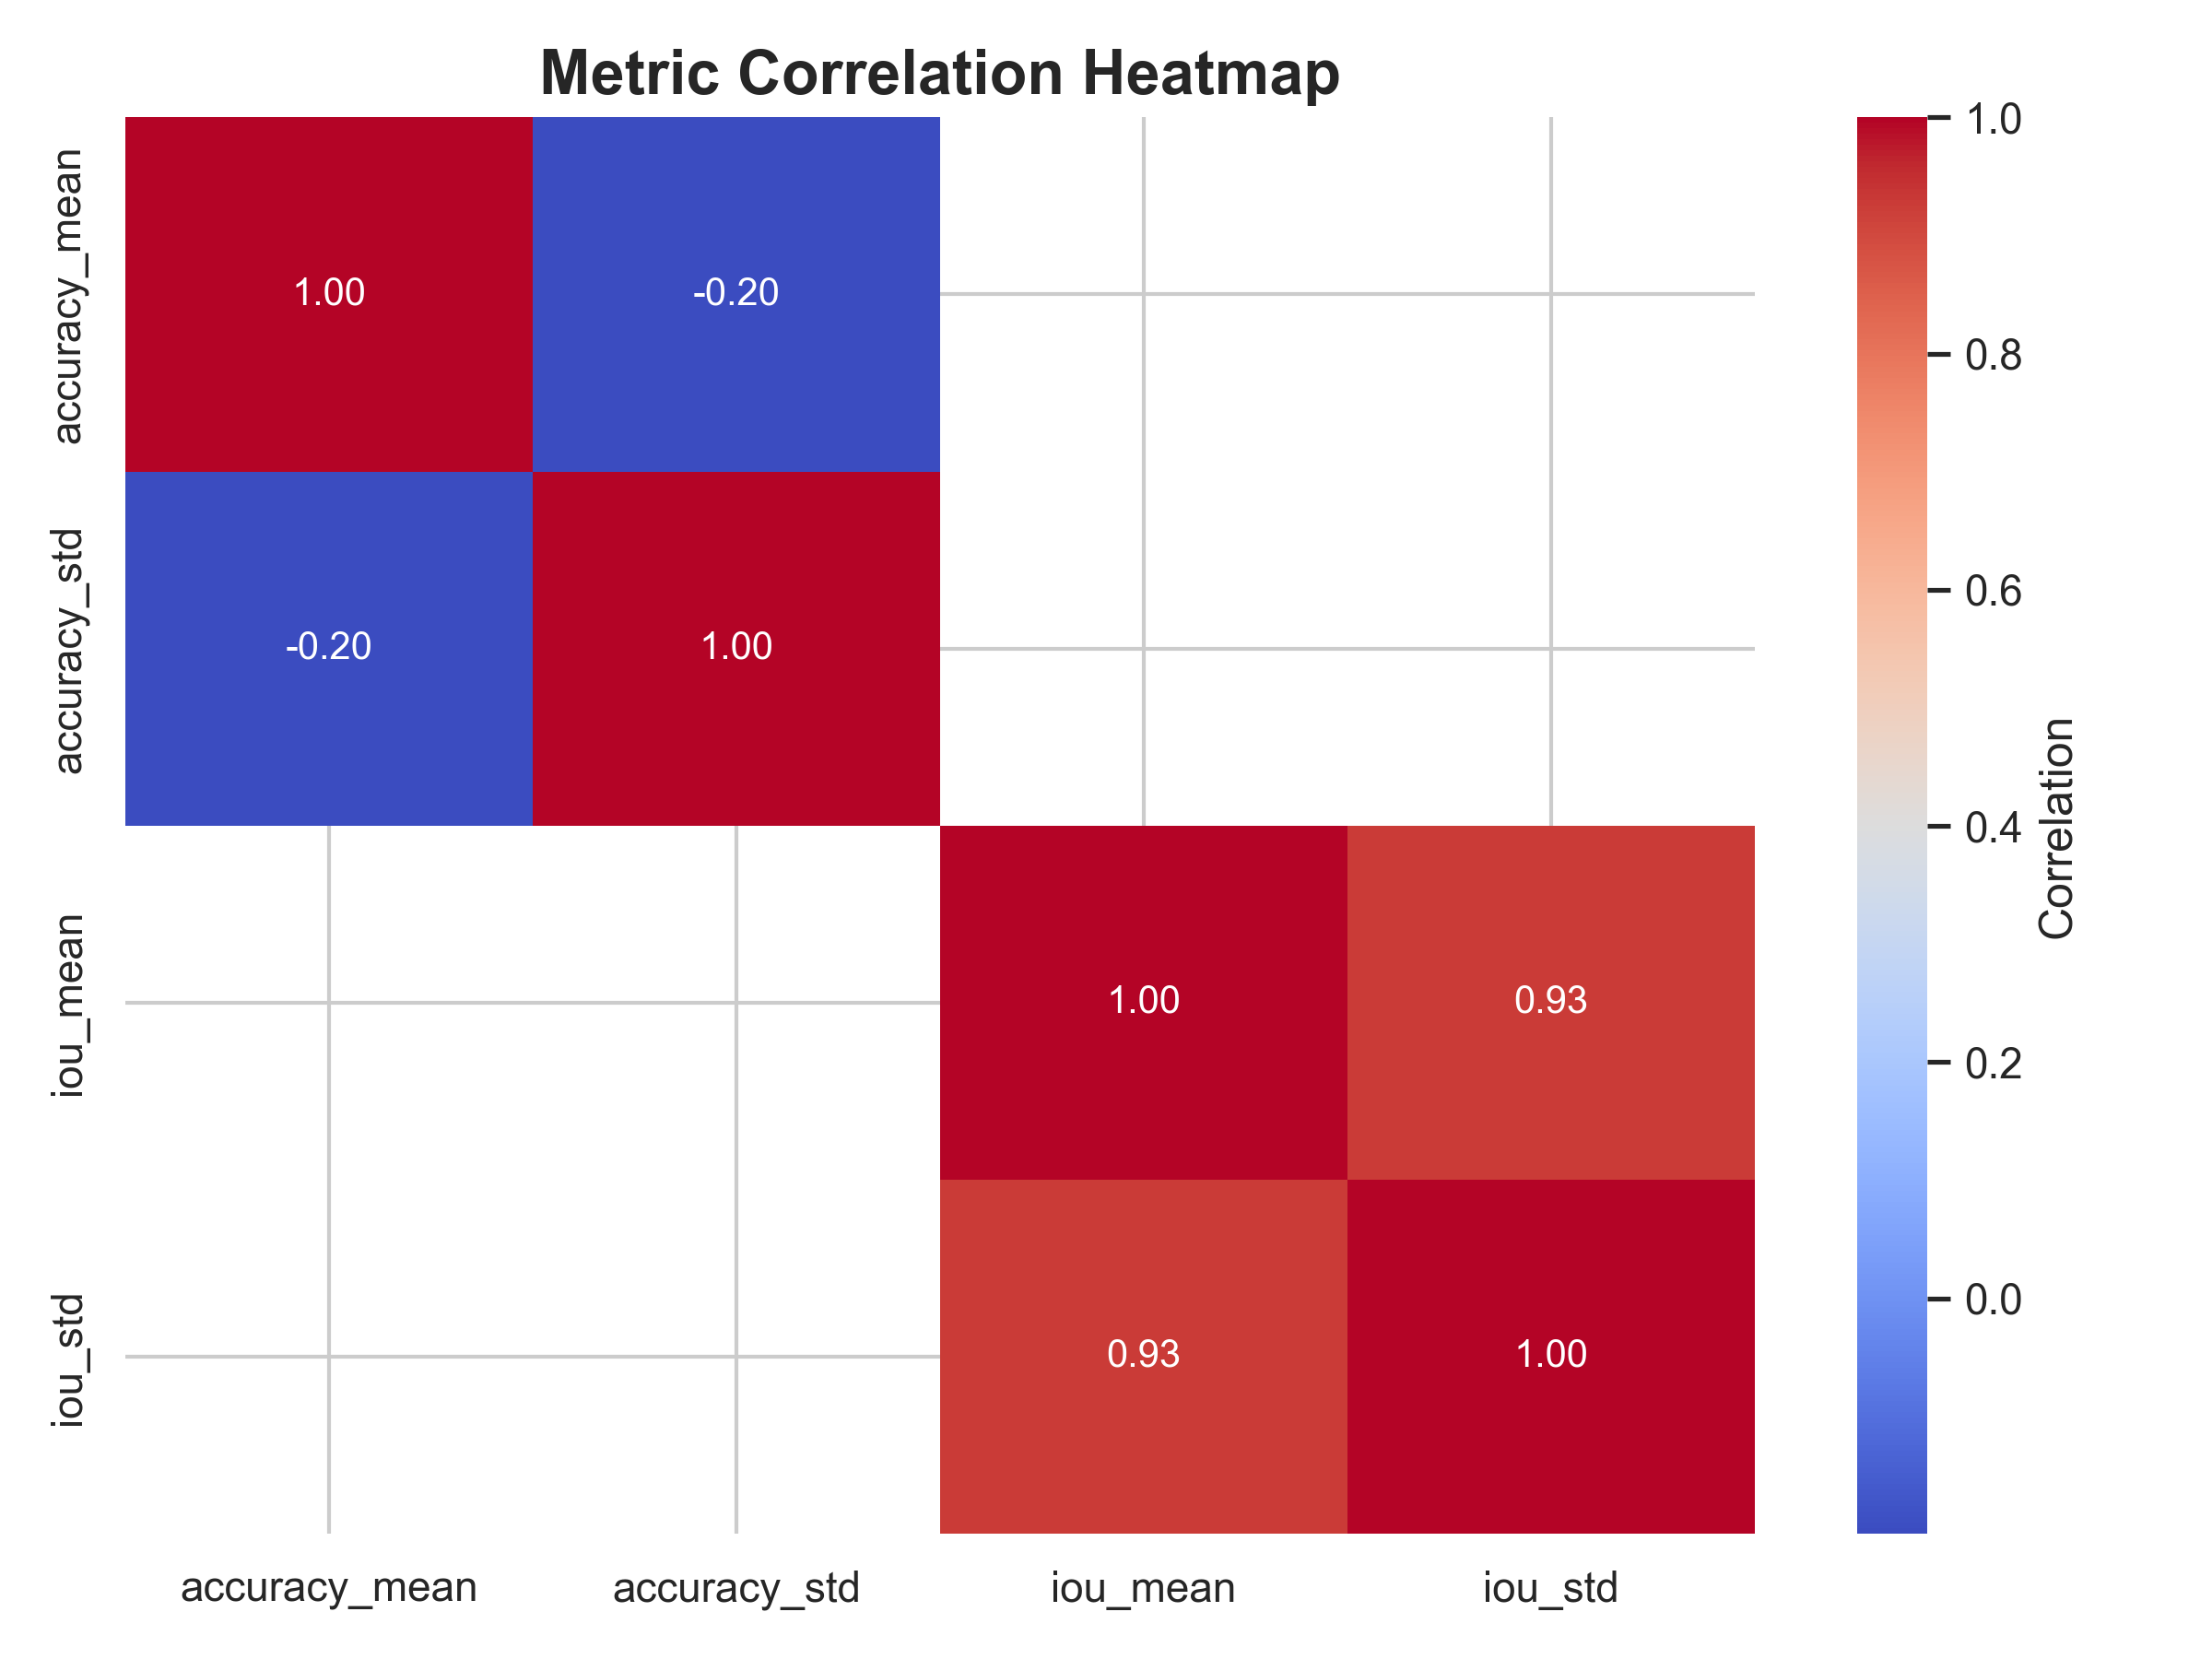 Metric Correlation Heatmap
accuracy_mean
accuracy_std
iou_mean
iou_std
1.00 -0.20
-0.20 1.00
1.00 0.93
0.93 1.00
accuracy_mean accuracy_std iou_mean iou_std
1.0
0.8
0.6
0.4
0.2
0.0
Correlation